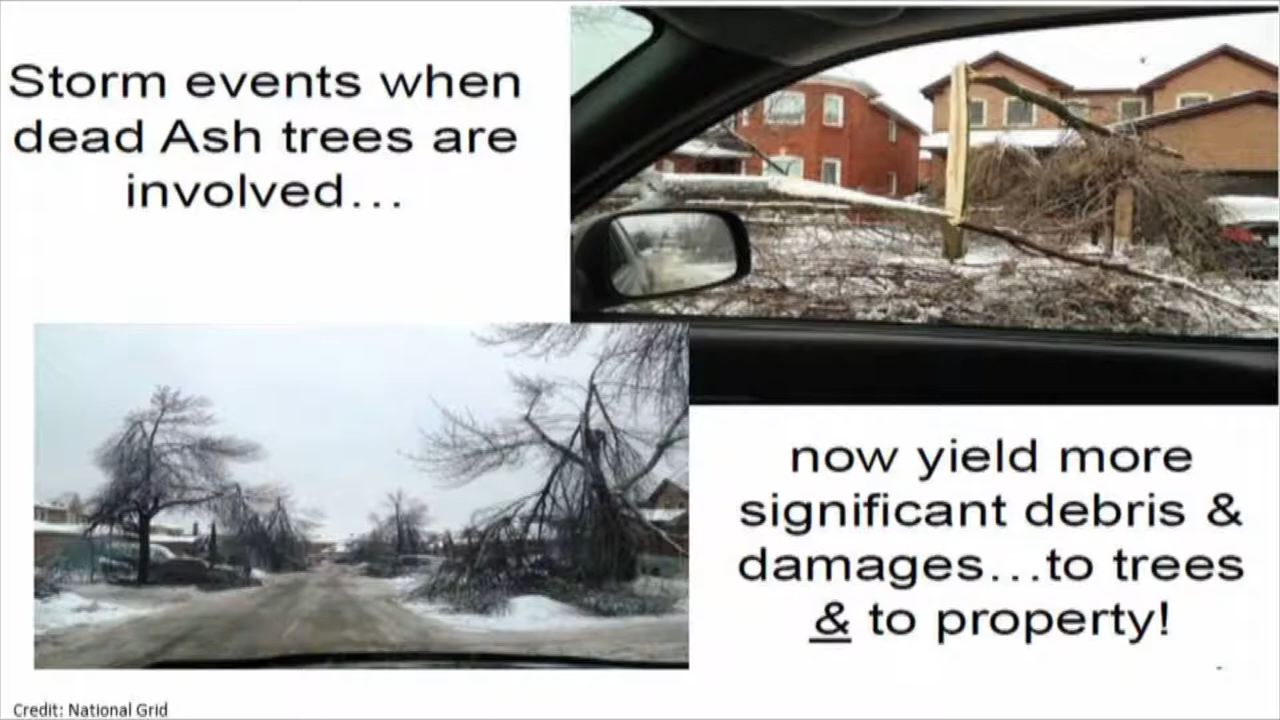 Storm events when
dead Ash trees are
involved...
now yield more
significant debris &
damages...to trees
& to property!
Credit: National Grid